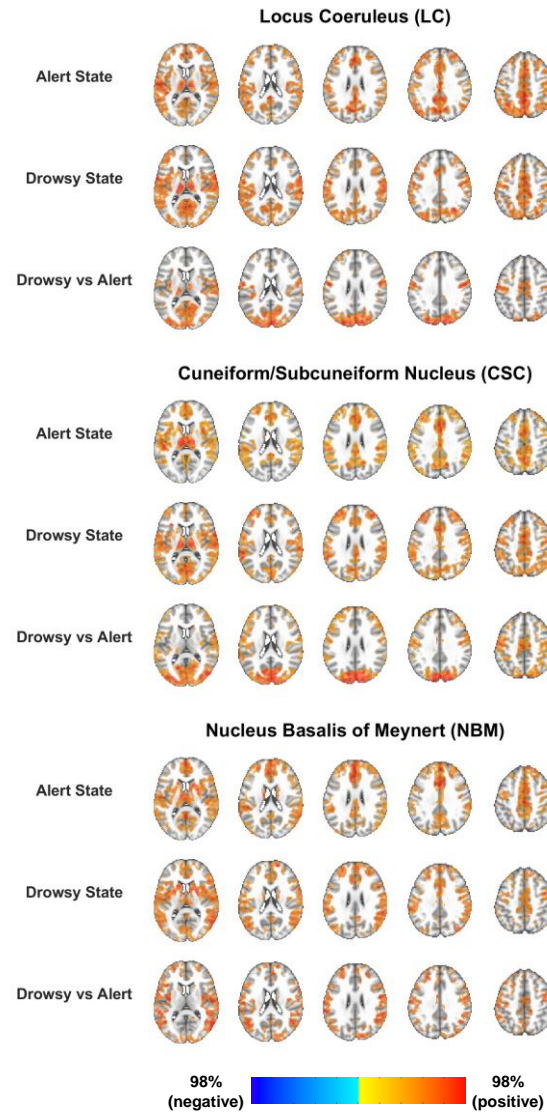 Locus Coeruleus (LC)
Alert State
Drowsy State
Drowsy vs Alert
Cuneiform/Subcuneiform Nucleus (CSC)
Alert State
Drowsy State
Drowsy vs Alert
Nucleus Basalis of Meynert (NBM)
Alert State
Drowsy State
Drowsy vs Alert
98% 98%
(negative) (positive)